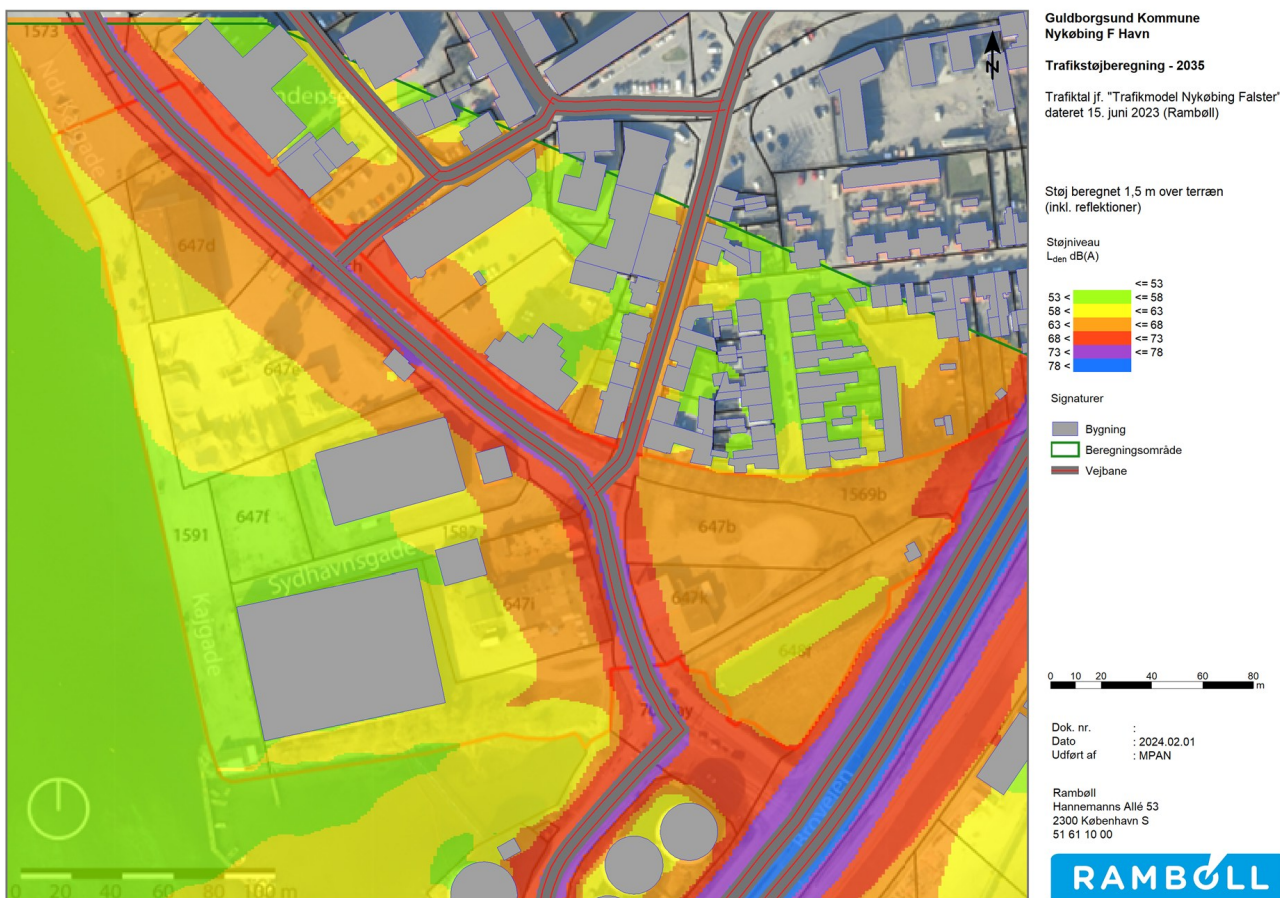 Guldborgsund Kommune
Nykøbing F Havn
Trafikstøjberegning - 2035
Trafiktal jf. "Trafikmodel Nykøbing Falster"
dateret 15. juni 2023 (Rambøll)
Støj beregnet 1,5 m over terræn
(inkl. reflektioner)
Støjniveau
Lden dB(A)
<= 53
53 < <= 58
58 < <= 63
63 < <= 68
68 < <= 73
73 < <= 78
78 <
Signaturer
Bygning
Beregningsområde
Vejbane
0 10 20 40 60 80
m
Dok. nr. :
Dato : 2024.02.01
Udført af : MPAN
Rambøll
Hannemanns Allé 53
2300 København S
51 61 10 00
RAMBOLL
N
1573
647d
647e
1591
647f
1582
Sydhavnsgade
Kajgade
647i
1569b
647b
647k
648f
Brovejen
0 20 40 60 80 100 m